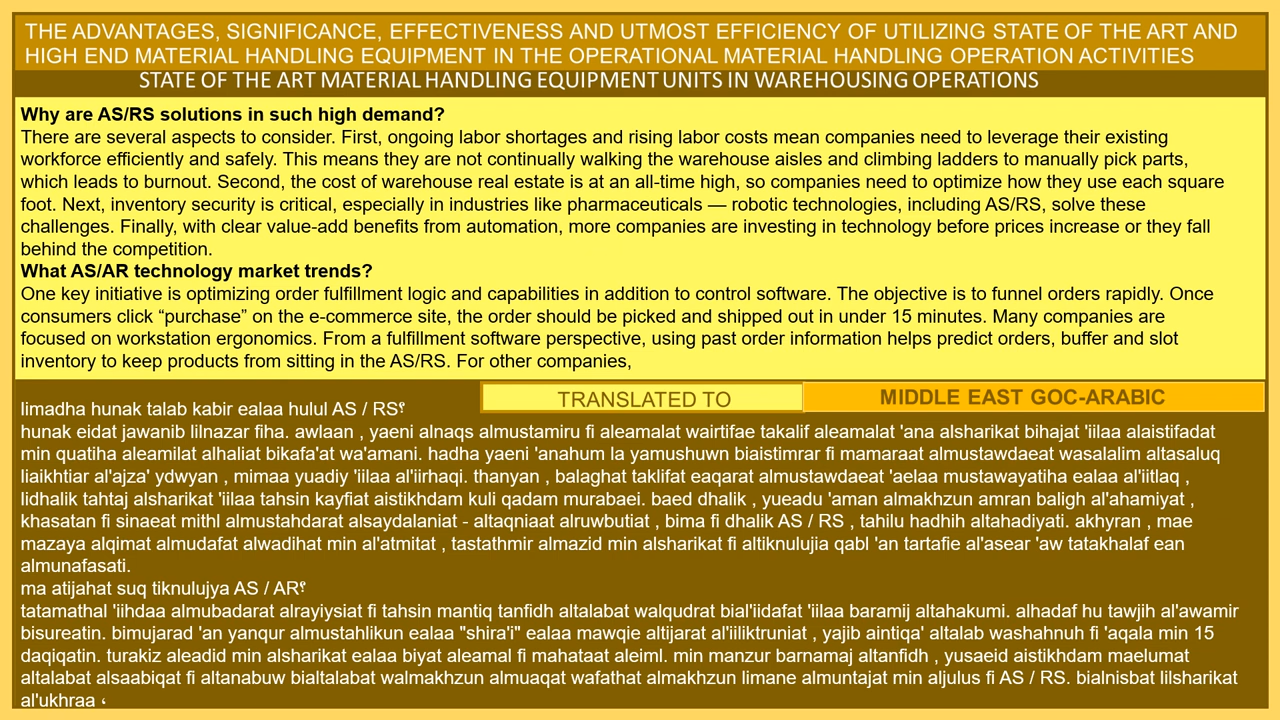 THE ADVANTAGES, SIGNIFICANCE, EFFECTIVENESS AND UTMOST EFFICIENCY OF UTILIZING STATE OF THE ART AND
HIGH END MATERIAL HANDLING EQUIPMENT IN THE OPERATIONAL MATERIAL HANDLING OPERATION ACTIVITIES
STATE OF THE ART MATERIAL HANDLING EQUIPMENT UNITS IN WAREHOUSING OPERATIONS
Why are AS/RS solutions in such high demand?
There are several aspects to consider. First, ongoing labor shortages and rising labor costs mean companies need to leverage their existing
workforce efficiently and safely. This means they are not continually walking the warehouse aisles and climbing ladders to manually pick parts,
which leads to burnout. Second, the cost of warehouse real estate is at an all-time high, so companies need to optimize how they use each square
foot. Next, inventory security is critical, especially in industries like pharmaceuticals — robotic technologies, including AS/RS, solve these
challenges. Finally, with clear value-add benefits from automation, more companies are investing in technology before prices increase or they fall
behind the competition.
What AS/AR technology market trends?
One key initiative is optimizing order fulfillment logic and capabilities in addition to control software. The objective is to funnel orders rapidly. Once
consumers click “purchase” on the e-commerce site, the order should be picked and shipped out in under 15 minutes. Many companies are
focused on workstation ergonomics. From a fulfillment software perspective, using past order information helps predict orders, buffer and slot
inventory to keep products from sitting in the AS/RS. For other companies,
TRANSLATED TO
MIDDLE EAST GOC-ARABIC
limadha hunak talab kabir ealaa hulul AS / RS؟
hunak eidat jawanib lilnazar fiha. awlaan , yaeni alnaqs almustamiru fi aleamalat wairtifae takalif aleamalat 'ana alsharikat bihajat 'iilaa alaistifadat
min quatiha aleamilat alhaliat bikafa'at wa'amani. hadha yaeni 'anahum la yamushuwn biaistimrar fi mamaraat almustawdaeat wasalalim altasaluq
liaikhtiar al'ajza' ydwyan , mimaa yuadiy 'iilaa al'iirhaqi. thanyan , balaghat taklifat eaqarat almustawdaeat 'aelaa mustawayatiha ealaa al'iitlaq ,
lidhalik tahtaj alsharikat 'iilaa tahsin kayfiat aistikhdam kuli qadam murabaei. baed dhalik , yueadu 'aman almakhzun amran baligh al'ahamiyat ,
khasatan fi sinaeat mithl almustahdarat alsaydalaniat - altaqniaat alruwbutiat , bima fi dhalik AS / RS , tahilu hadhih altahadiyati. akhyran , mae
mazaya alqimat almudafat alwadihat min al'atmitat , tastathmir almazid min alsharikat fi altiknulujia qabl 'an tartafie al'asear 'aw tatakhalaf ean
almunafasati.
ma atijahat suq tiknulujya AS / AR؟
tatamathal 'iihdaa almubadarat alrayiysiat fi tahsin mantiq tanfidh altalabat walqudrat bial'iidafat 'iilaa baramij altahakumi. alhadaf hu tawjih al'awamir
bisureatin. bimujarad 'an yanqur almustahlikun ealaa "shira'i" ealaa mawqie altijarat al'iiliktruniat , yajib aintiqa' altalab washahnuh fi 'aqala min 15
daqiqatin. turakiz aleadid min alsharikat ealaa biyat aleamal fi mahataat aleiml. min manzur barnamaj altanfidh , yusaeid aistikhdam maelumat
altalabat alsaabiqat fi altanabuw bialtalabat walmakhzun almuaqat wafathat almakhzun limane almuntajat min aljulus fi AS / RS. bialnisbat lilsharikat
al'ukhraa ،